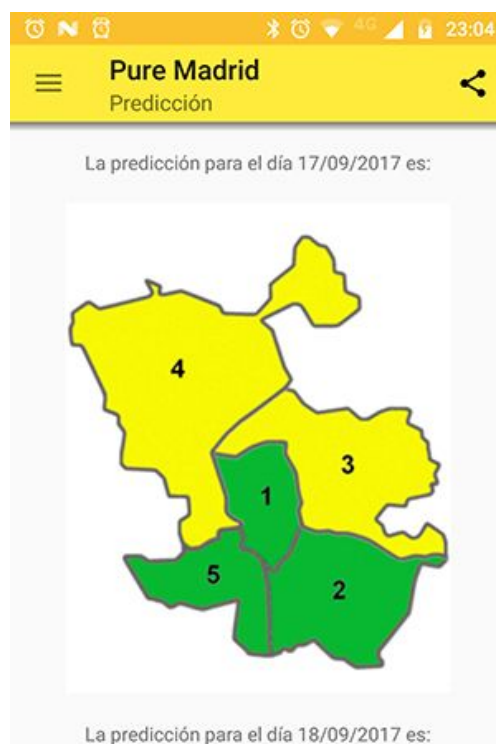 4G 23:04
Pure Madrid
Predicción
La predicción para el día 17/09/2017 es:
4
3
1
5
2
La predicción para el día 18/09/2017 es: